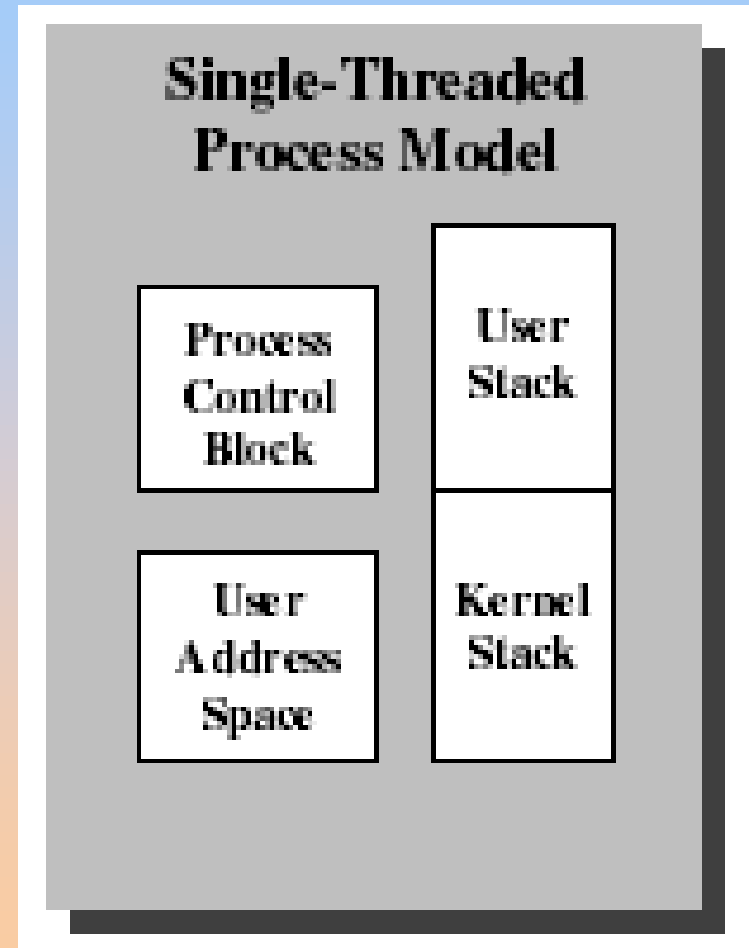 Single-Threaded
Process Model
Process
Control
Block
User
Stack
User
Address
Space
Kernel
Stack